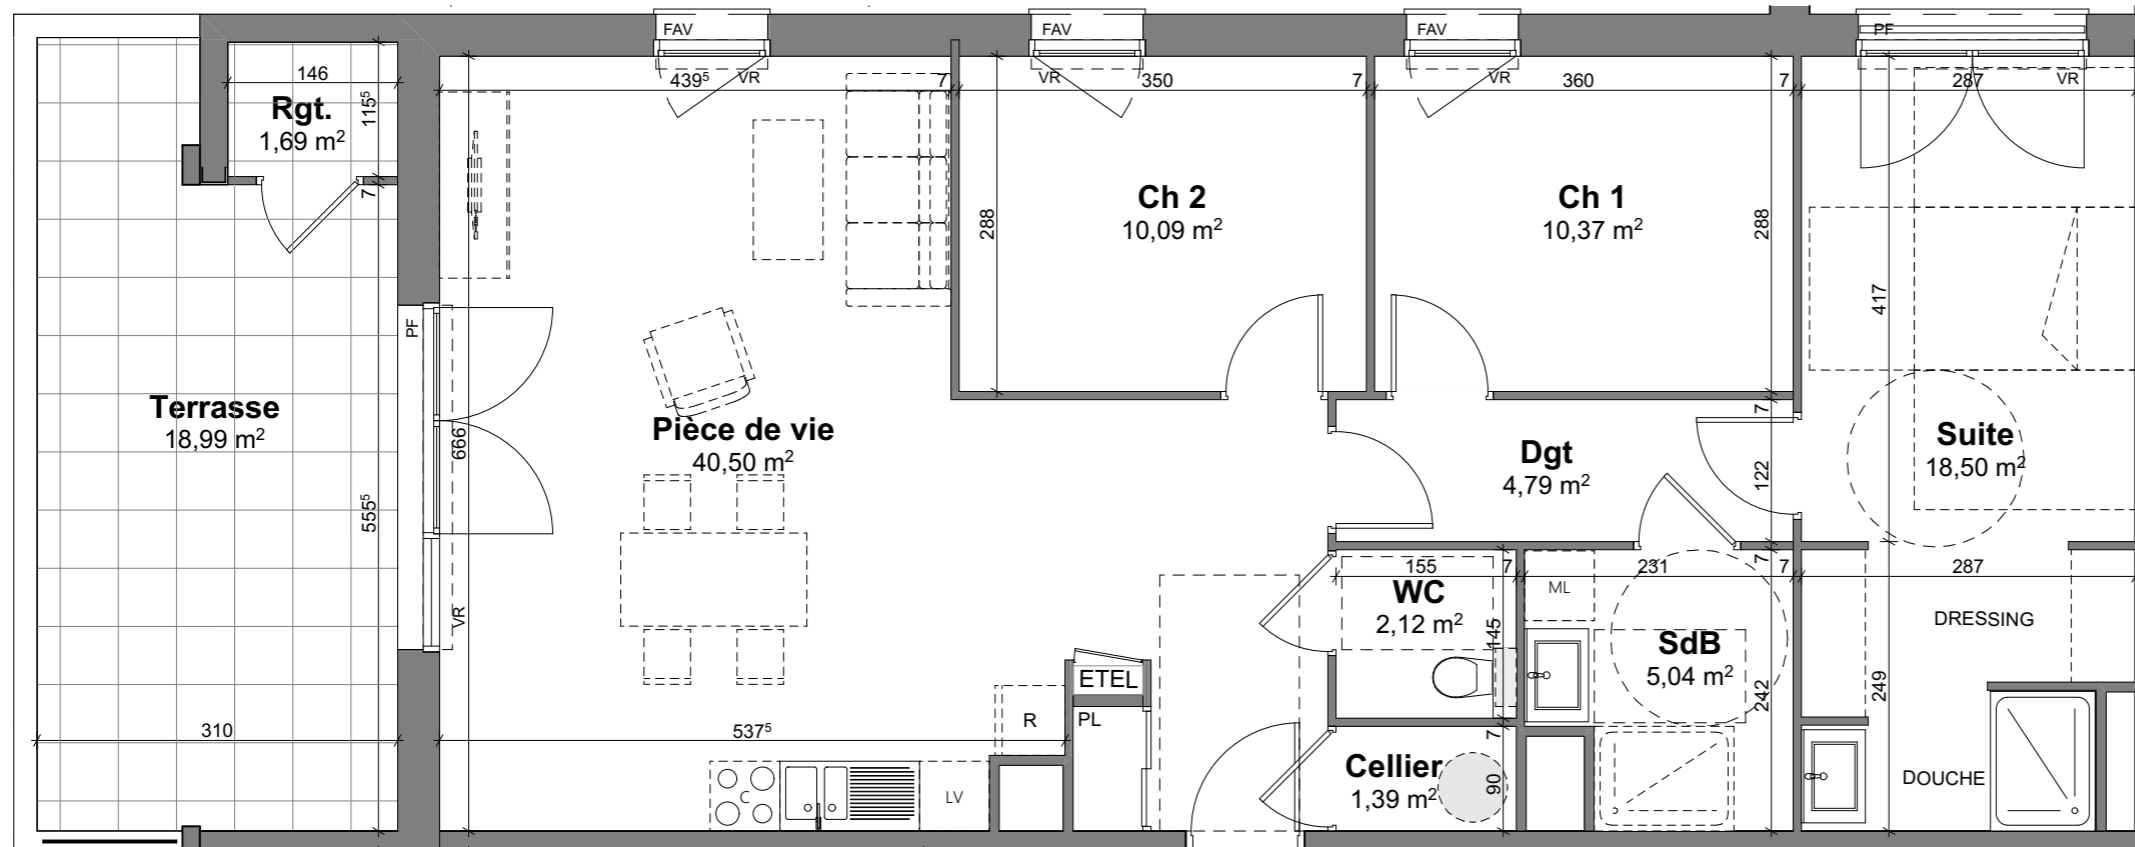 FAV
FAV
FAV
PF
146
439⁵
VR
7
VR
350
7
VR
360
7
287
VR
Rgt.
1,69 m²
115⁵
7
288
Ch 2
10,09 m²
Ch 1
10,37 m²
288
417
PF
Terrasse
18,99 m²
666
Pièce de vie
40,50 m²
7
Dgt
4,79 m²
122
Suite
18,50 m²
555⁵
VR
155
7
231
7
7
287
WC
2,12 m²
145
ML
SdB
5,04 m²
242
249
DRESSING
ETEL
310
537⁵
R
PL
7
Cellier
1,39 m²
90
DOUCHE
C
LV